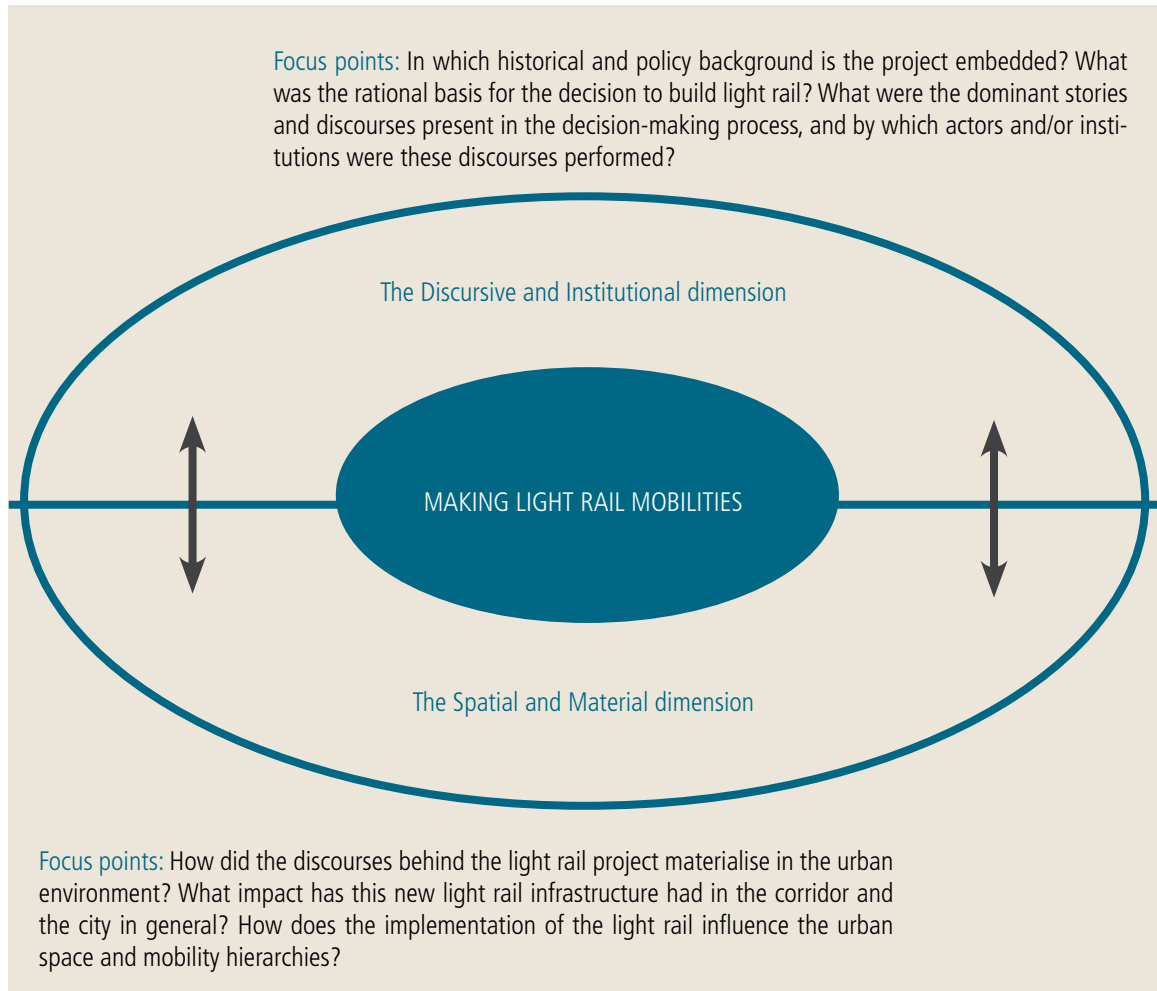 Focus points: In which historical and policy background is the project embedded? What
was the rational basis for the decision to build light rail? What were the dominant stories
and discourses present in the decision-making process, and by which actors and/or insti-
tutions were these discourses performed?
The Discursive and Institutional dimension
MAKING LIGHT RAIL MOBILITIES
The Spatial and Material dimension
Focus points: How did the discourses behind the light rail project materialise in the urban
environment? What impact has this new light rail infrastructure had in the corridor and
the city in general? How does the implementation of the light rail influence the urban
space and mobility hierarchies?